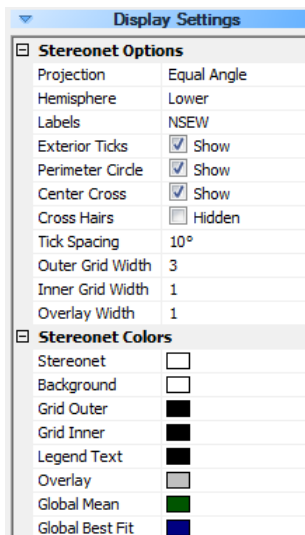 Display Settings
Stereonet Options
Projection Equal Angle
Hemisphere Lower
Labels NSEW
Exterior Ticks Show
Perimeter Circle Show
Center Cross Show
Cross Hairs Hidden
Tick Spacing 10°
Outer Grid Width 3
Inner Grid Width 1
Overlay Width 1
Stereonet Colors
Stereonet
Background
Grid Outer
Grid Inner
Legend Text
Overlay
Global Mean
Global Best Fit